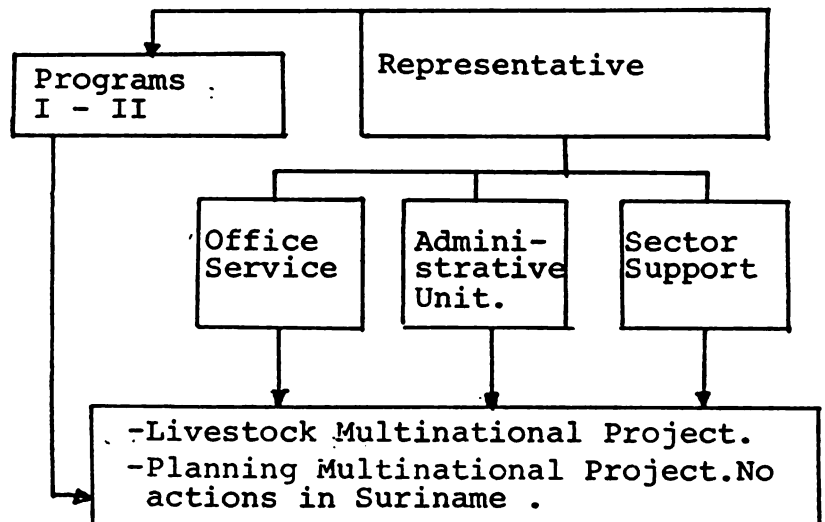 Programs
I - II
Representative
Office
Service
Admini-
strative
Unit.
Sector
Support
-Livestock Multinational Project.
-Planning Multinational Project.No
actions in Suriname .